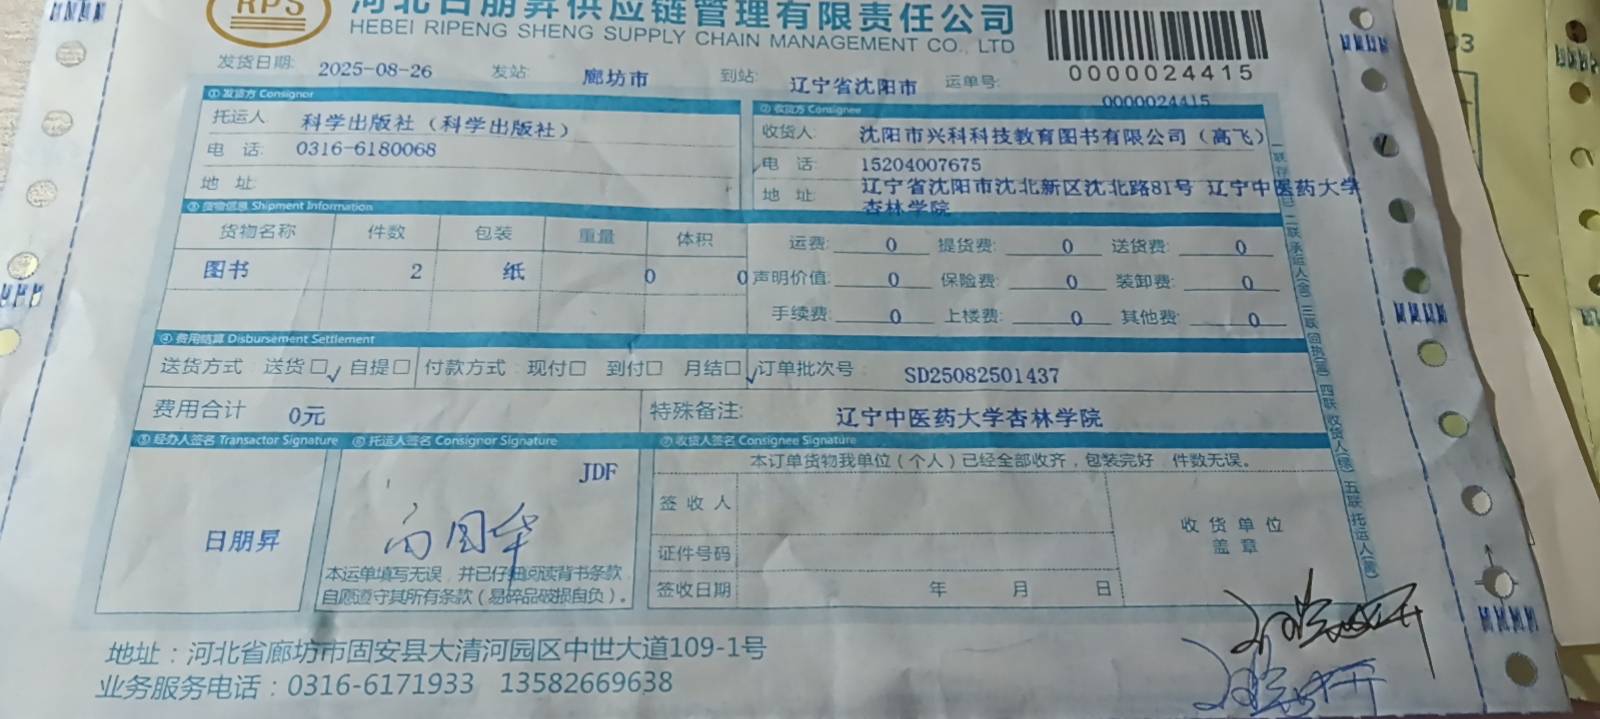 RPS
河北日朋昇供应链管理有限责任公司
HEBEI RIPENG SHENG SUPPLY CHAIN MANAGEMENT CO., LTD
0000024415
发货日期: 2025-08-26 发站: 廊坊市 到站: 辽宁省沈阳市 运单号:
0000024415
① 发货方 Consignor
② 收货方 Consignee
托运人 科学出版社（科学出版社）
收货人: 沈阳市兴科科技教育图书有限公司（高飞）
电 话: 0316-6180068
电 话: 15204007675
地 址:
地 址: 辽宁省沈阳市沈北新区沈北路81号 辽宁中医药大学
杏林学院
③ 货物信息 Shipment Information
货物名称 件数 包装 重量 体积
运费: 0 提货费: 0 送货费: 0
图书 2 纸 0 0
声明价值: 0 保险费: 0 装卸费: 0
手续费: 0 上楼费: 0 其他费: 0
④ 费用结算 Disbursement Settlement
送货方式 送货□✓ 自提□ 付款方式: 现付□ 到付□ 月结□✓ 订单批次号 SD25082501437
费用合计 0元 特殊备注: 辽宁中医药大学杏林学院
⑤ 经办人签名 Transactor Signature
⑥ 托运人签名 Consignor Signature
⑦ 收货人签名 Consignee Signature
日朋昇
JDF
本运单填写无误，并已仔细阅读背书条款
自愿遵守其所有条款（易碎品破损自负）。
本订单货物我单位（个人）已经全部收齐，包装完好，件数无误。
签 收 人
证件号码
签收日期 年 月 日
收 货 单 位
盖 章
地址：河北省廊坊市固安县大清河园区中世大道109-1号
业务服务电话：0316-6171933 13582669638